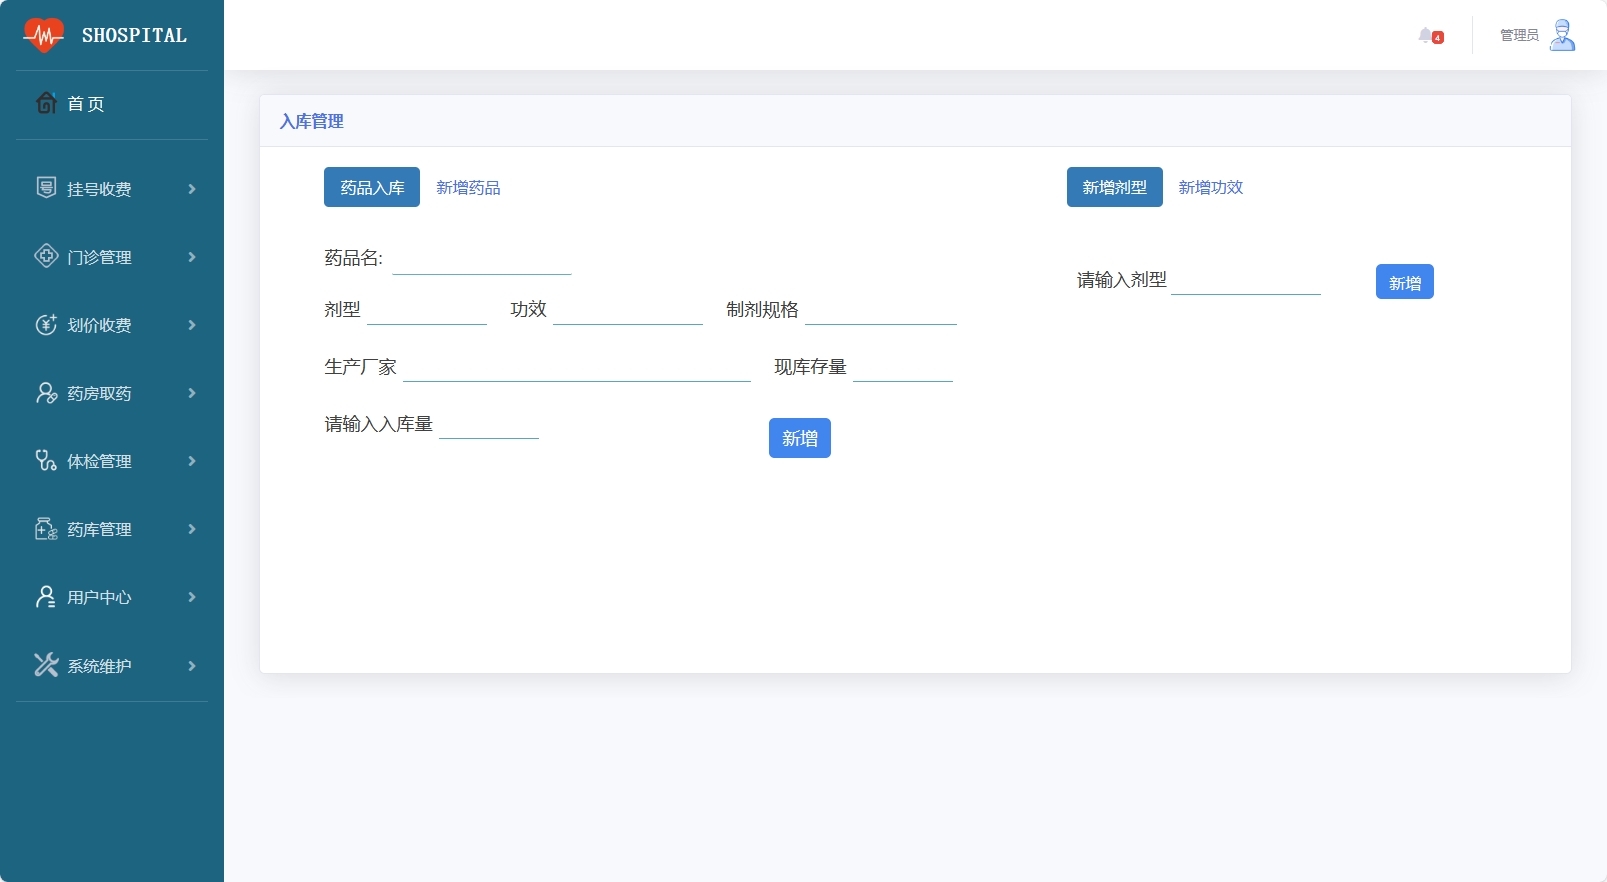 SHOSPITAL
首页
挂号收费
门诊管理
划价收费
药房取药
体检管理
药库管理
用户中心
系统维护
4
管理员
入库管理
药品入库 新增药品
药品名:
剂型 功效 制剂规格
生产厂家 现库存量
请输入入库量 新增
新增剂型 新增功效
请输入剂型 新增